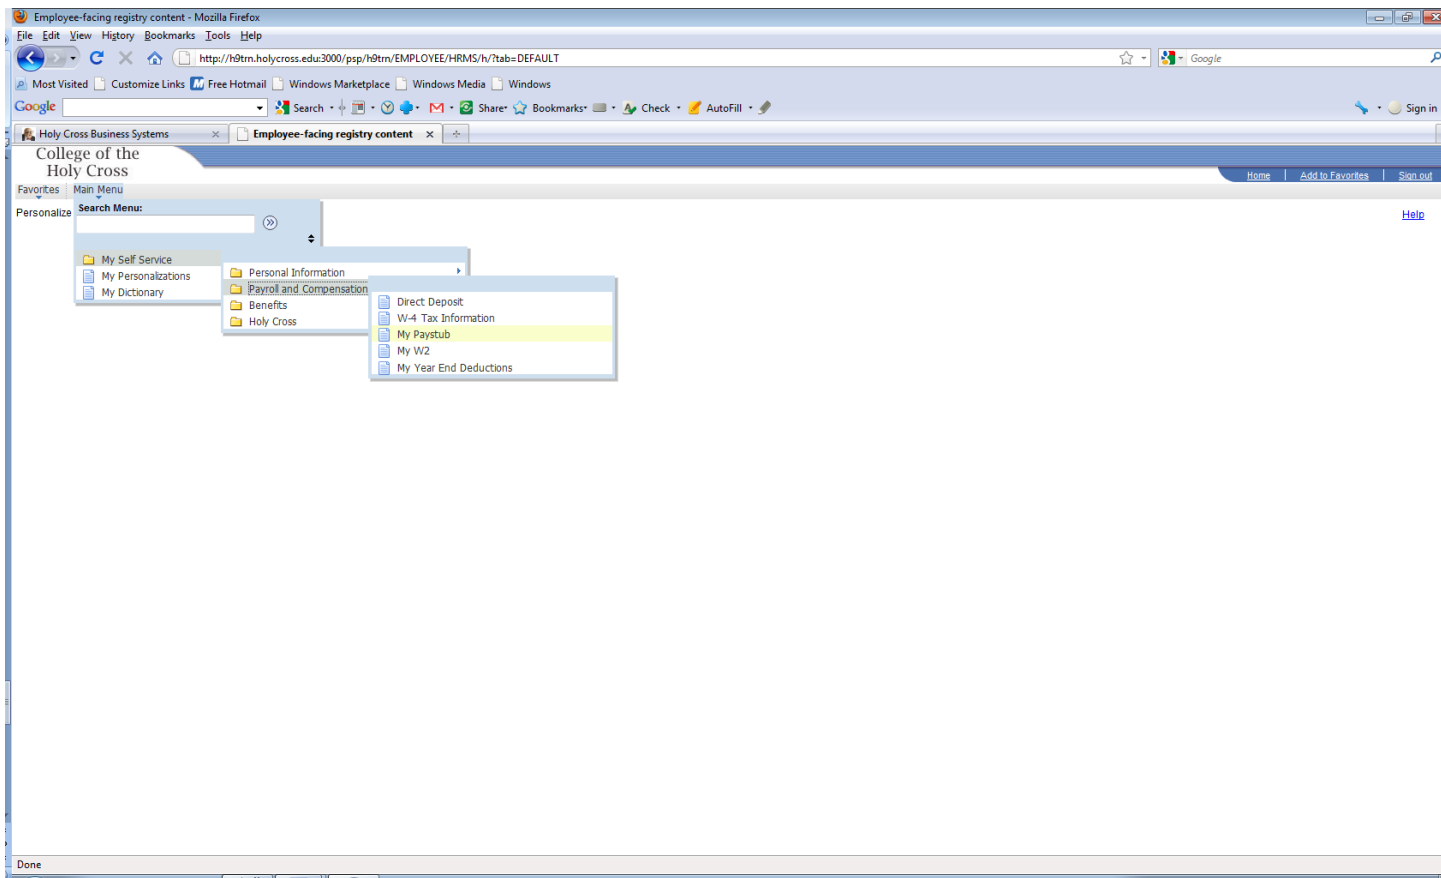 Employee-facing registry content - Mozilla Firefox
File Edit View History Bookmarks Tools Help
http://h9trn.holycross.edu:3000/psp/h9trn/EMPLOYEE/HRMS/h/?tab=DEFAULT
Google
Most Visited Customize Links Free Hotmail Windows Marketplace Windows Media Windows
Google Search Share Bookmarks Check AutoFill Sign in
Holy Cross Business Systems Employee-facing registry content
College of the
Holy Cross
Home Add to Favorites Sign out
Favorites Main Menu
Personalize Search Menu: Help
My Self Service
My Personalizations
My Dictionary
Personal Information
Payroll and Compensation
Benefits
Holy Cross
Direct Deposit
W-4 Tax Information
My Paystub
My W2
My Year End Deductions
Done